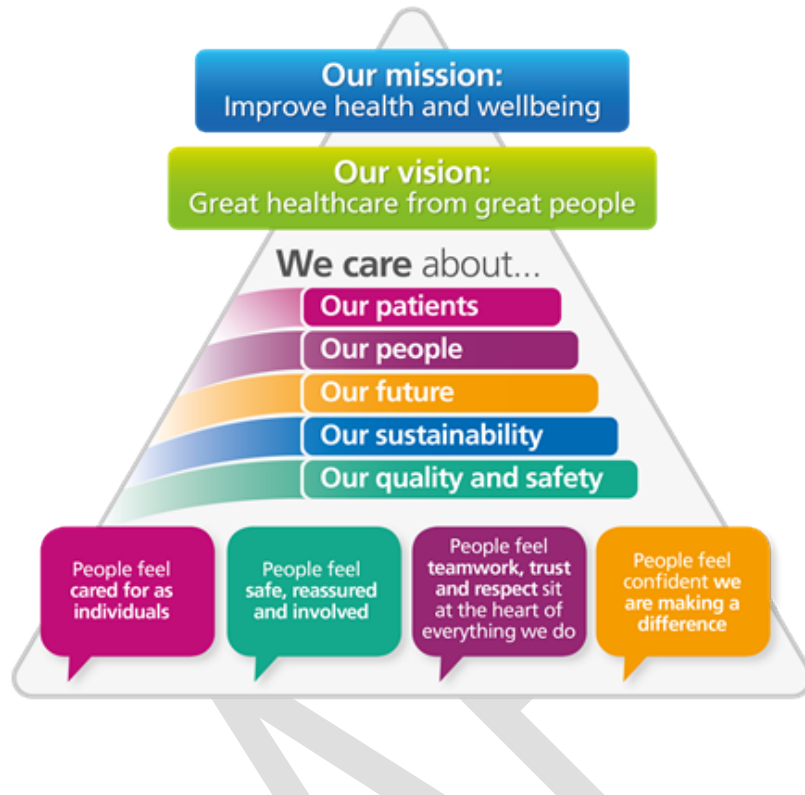 Our mission:
Improve health and wellbeing
Our vision:
Great healthcare from great people
We care about...
Our patients
Our people
Our future
Our sustainability
Our quality and safety
People feel
cared for as
individuals
People feel
safe, reassured
and involved
People feel
teamwork, trust
and respect sit
at the heart of
everything we do
People feel
confident we
are making a
difference